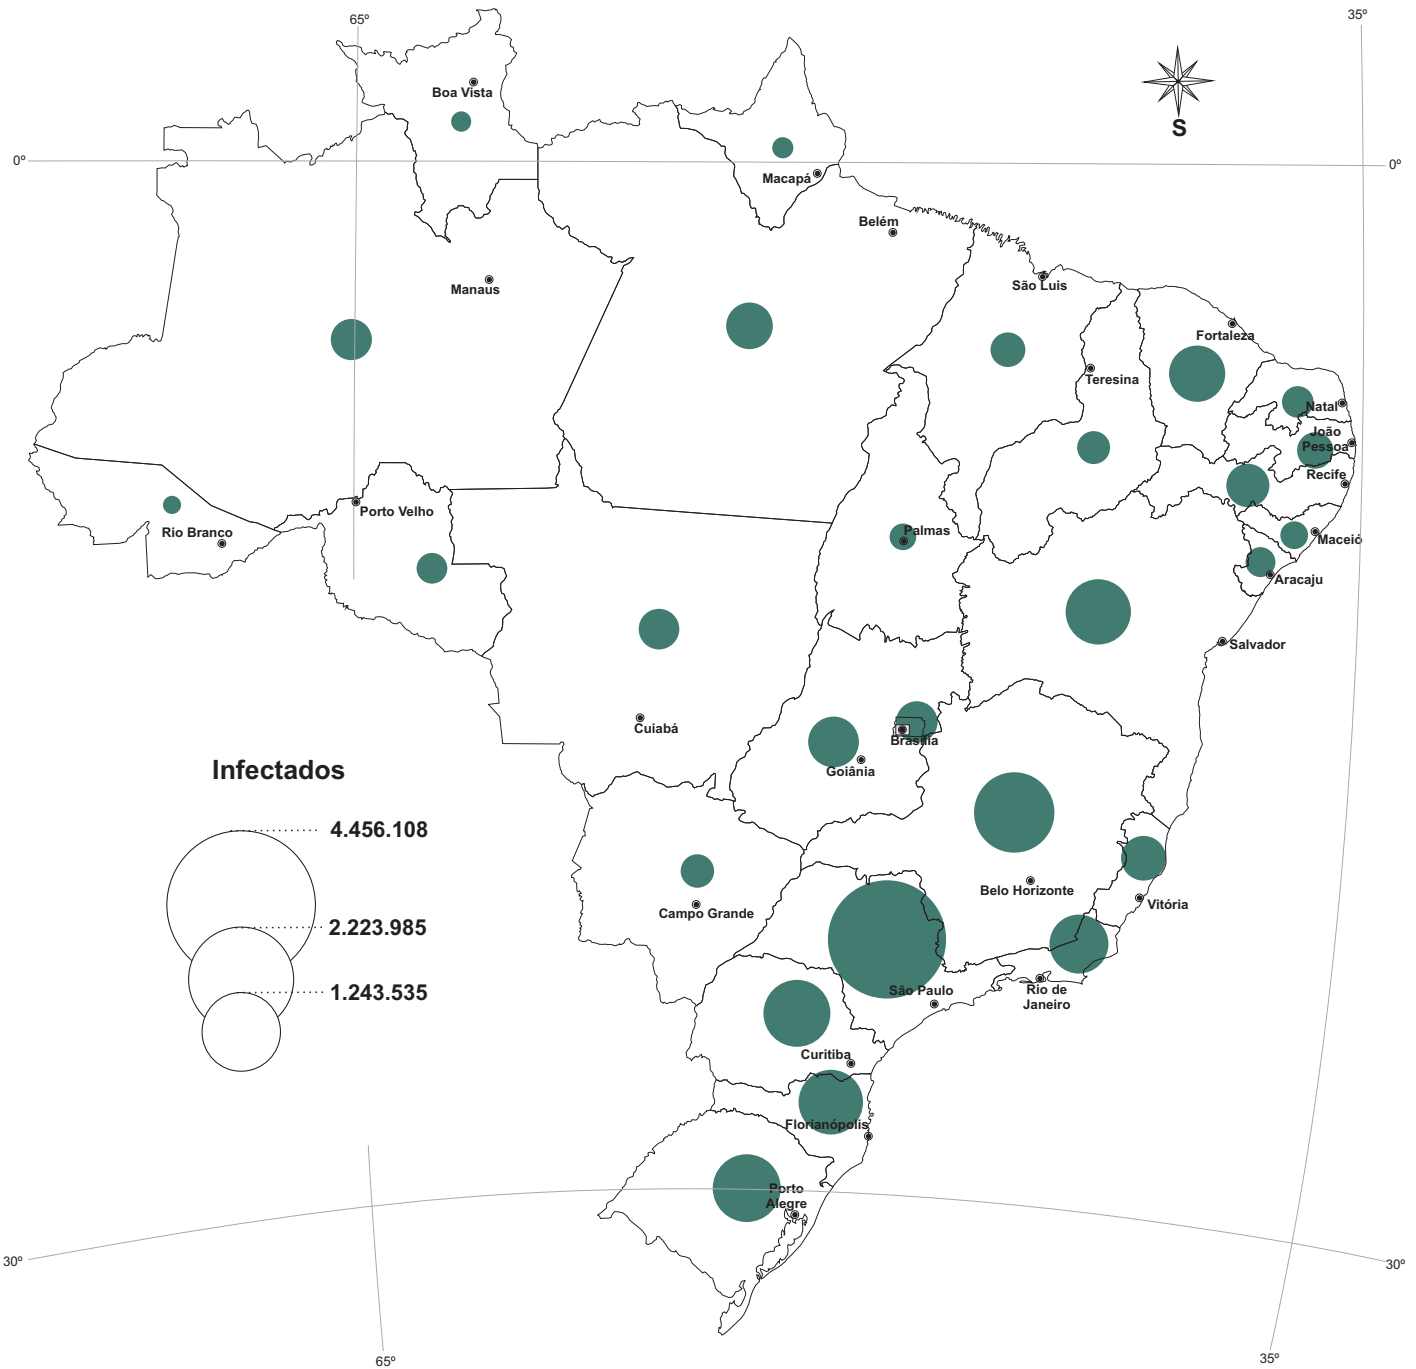 65º
35º
Boa Vista
S
0º
0º
Macapá
Belém
Manaus
São Luis
Fortaleza
Teresina
Natal
João
Pessoa
Recife
Porto Velho
Rio Branco
Palmas
Maceió
Aracaju
Salvador
Cuiabá
Brasília
Goiânia
Infectados
4.456.108
2.223.985
1.243.535
Belo Horizonte
Campo Grande
Vitória
São Paulo
Rio de
Janeiro
Curitiba
Florianópolis
Porto
Alegre
30º
30º
65º
35º